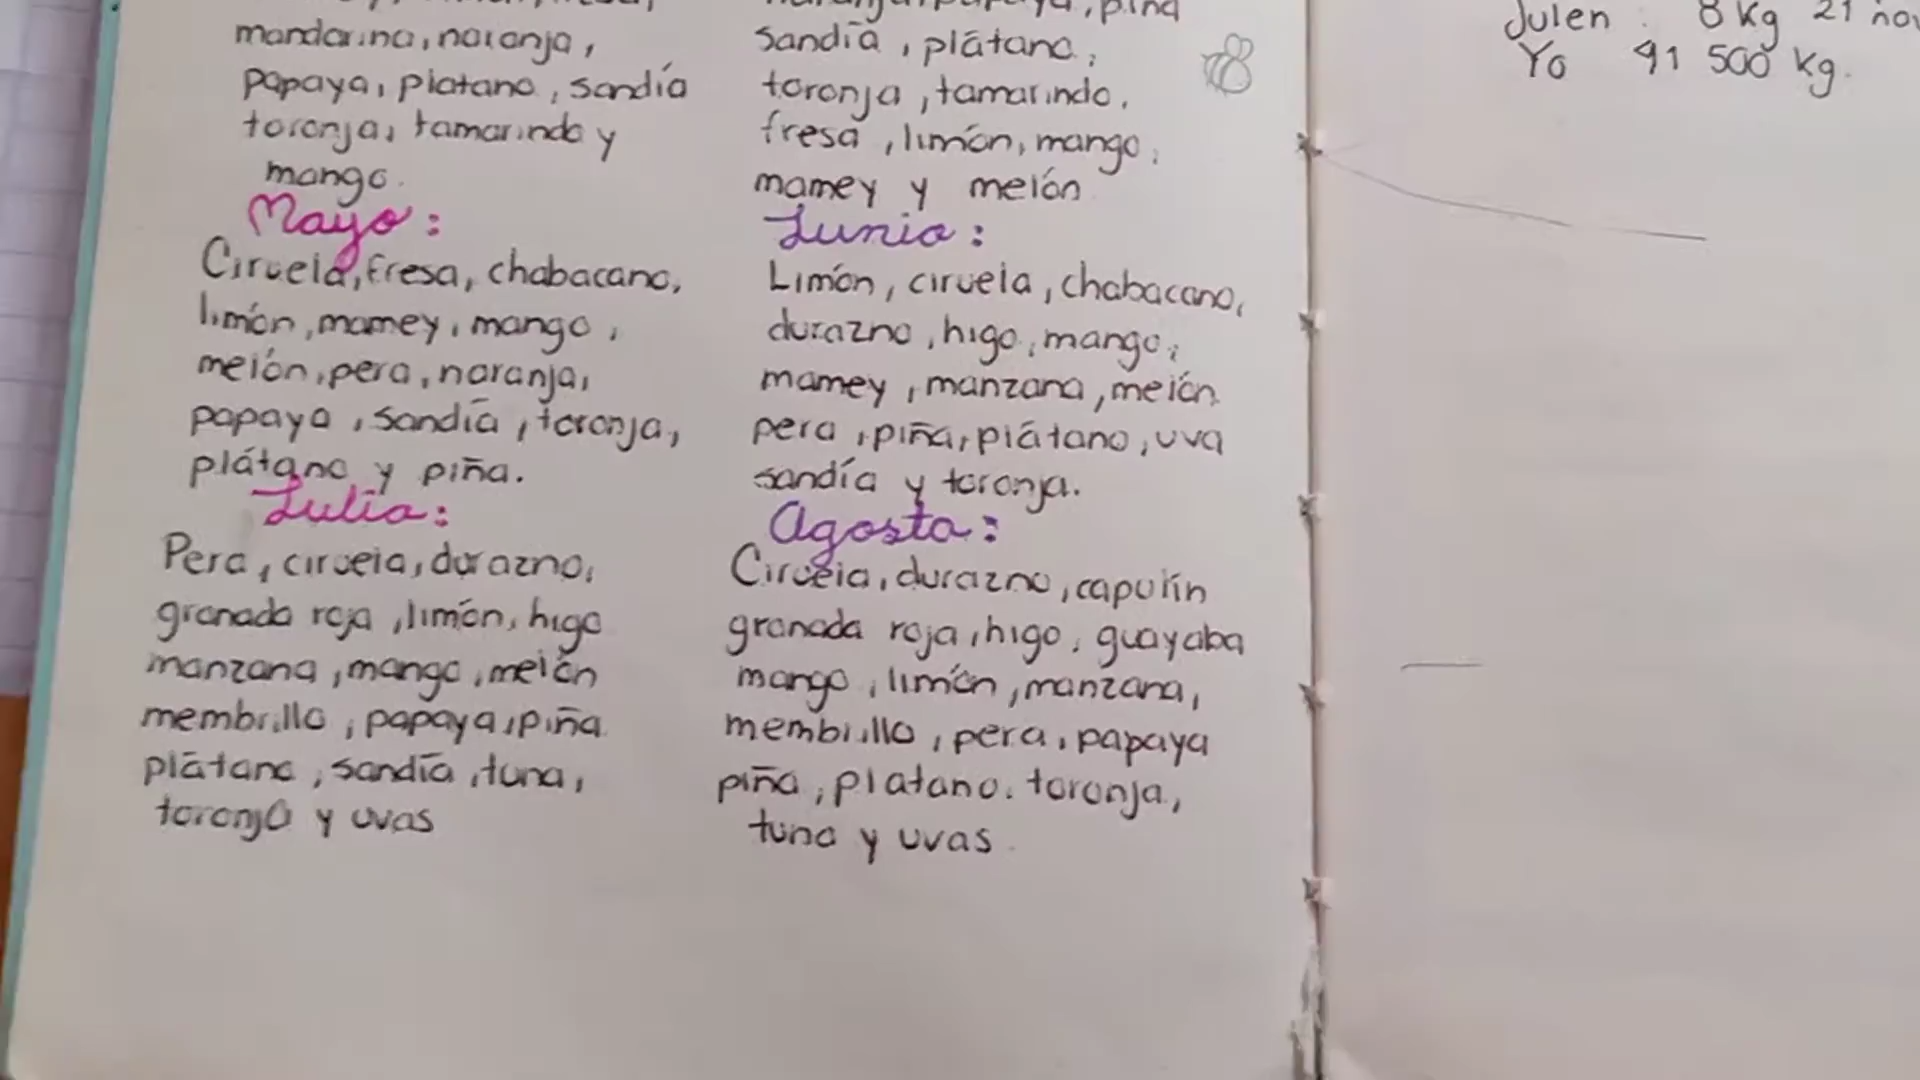 mandarina, naranja,
papaya, platano, sandía
toronja, tamarindo y
mango.
sandía, plátano,
toronja, tamarindo,
fresa, limón, mango,
mamey y melón
Mayo:
Ciruela, fresa, chabacano,
limón, mamey, mango,
melón, pera, naranja,
papaya, sandía, toronja,
plátano y piña.
Junio:
Limón, ciruela, chabacano,
durazno, higo, mango,
mamey, manzana, melón
pera, piña, plátano, uva
sandía y toronja.
Julio:
Pera, ciruela, durazno,
granada roja, limón, higo
manzana, mango, melón
membrillo, papaya, piña
plátano, sandía, tuna,
toronja y uvas
Agosto:
Ciruela, durazno, capulín
granada roja, higo, guayaba
mango, limón, manzana,
membrillo, pera, papaya
piña, platano. toronja,
tuna y uvas
Julen : 8 kg 21 nov
Yo 91 500 kg.